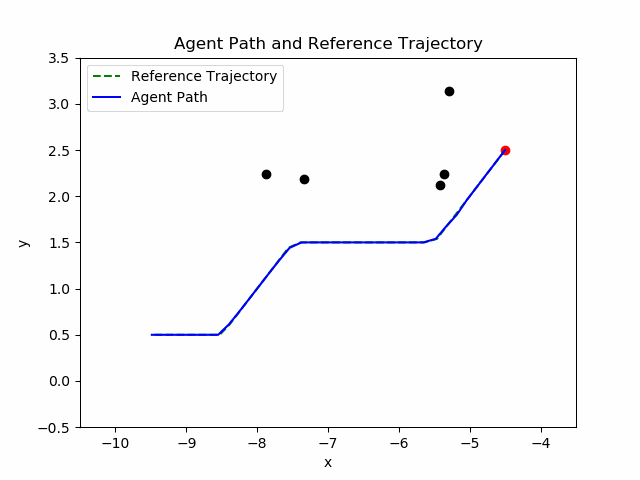 Agent Path and Reference Trajectory
3.5
Reference Trajectory
Agent Path
3.0
2.5
2.0
1.5
1.0
0.5
0.0
−0.5
y
−10 −9 −8 −7 −6 −5 −4
x